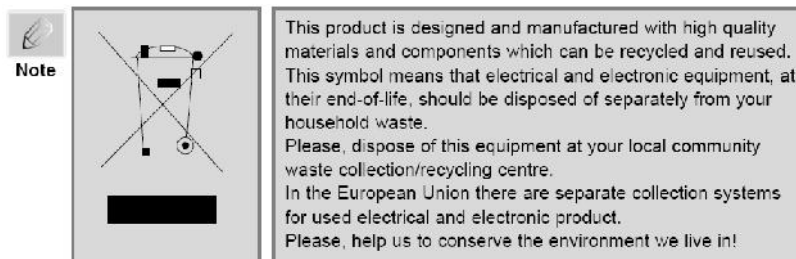 Note
This product is designed and manufactured with high quality
materials and components which can be recycled and reused.
This symbol means that electrical and electronic equipment, at
their end-of-life, should be disposed of separately from your
household waste.
Please, dispose of this equipment at your local community
waste collection/recycling centre.
In the European Union there are separate collection systems
for used electrical and electronic product.
Please, help us to conserve the environment we live in!